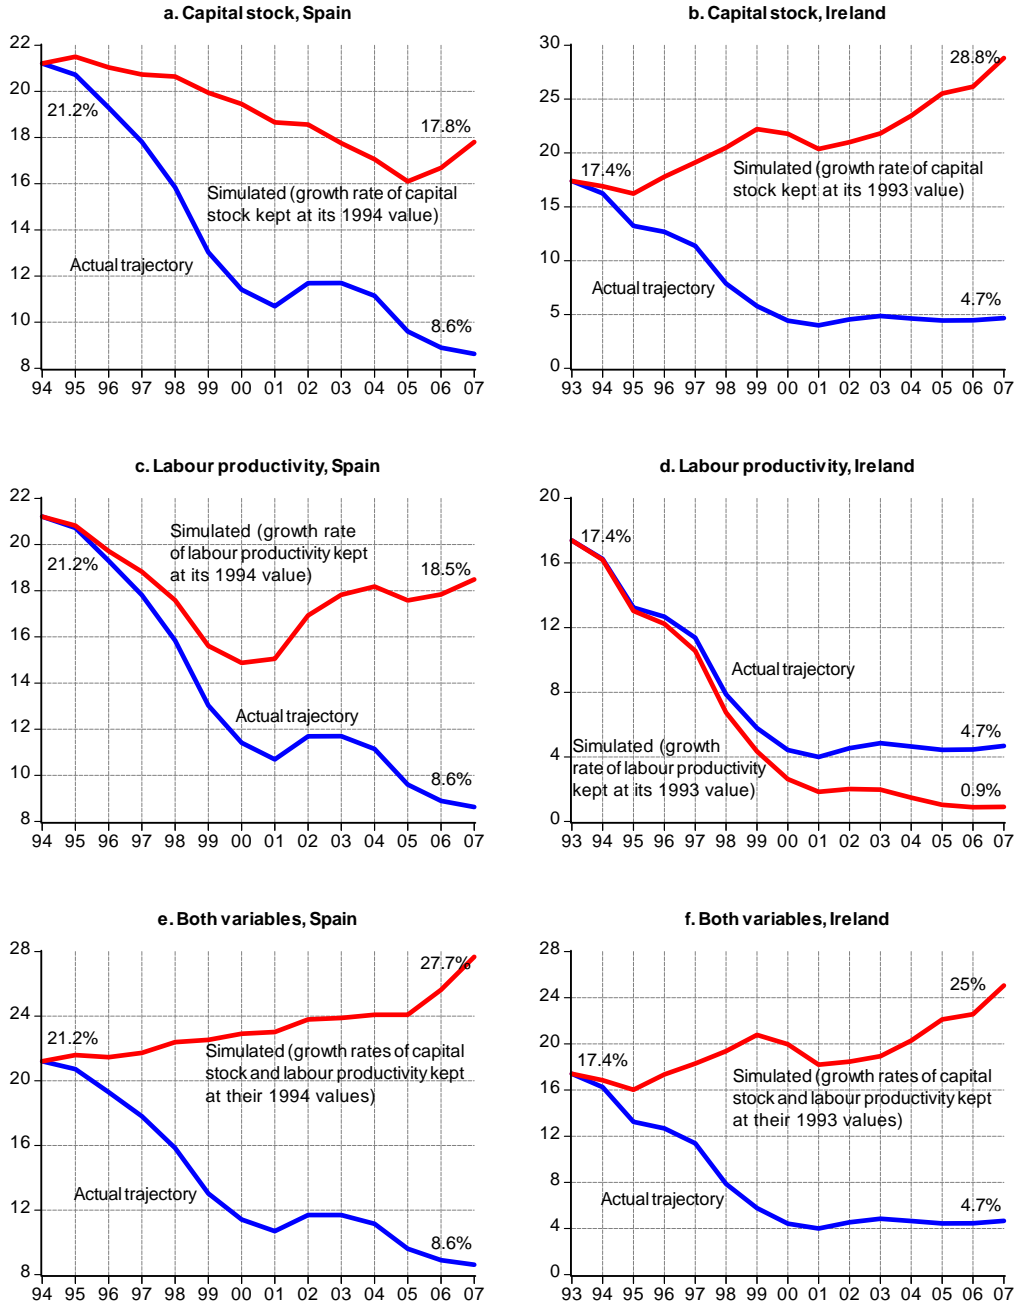 a. Capital stock, Spain
22
20
18
16
14
12
10
8
21.2%
17.8%
Simulated (growth rate of capital
stock kept at its 1994 value)
Actual trajectory
8.6%
94 95 96 97 98 99 00 01 02 03 04 05 06 07
b. Capital stock, Ireland
30
25
20
15
10
5
0
28.8%
17.4%
Simulated (growth rate of capital
stock kept at its 1993 value)
Actual trajectory
4.7%
93 94 95 96 97 98 99 00 01 02 03 04 05 06 07
c. Labour productivity, Spain
22
20
18
16
14
12
10
8
21.2%
Simulated (growth rate
of labour productivity kept
at its 1994 value)
18.5%
Actual trajectory
8.6%
94 95 96 97 98 99 00 01 02 03 04 05 06 07
d. Labour productivity, Ireland
20
16
12
8
4
0
17.4%
Actual trajectory
4.7%
Simulated (growth
rate of labour productivity
kept at its 1993 value)
0.9%
93 94 95 96 97 98 99 00 01 02 03 04 05 06 07
e. Both variables, Spain
28
24
20
16
12
8
27.7%
21.2%
Simulated (growth rates of capital
stock and labour productivity kept
at their 1994 values)
Actual trajectory
8.6%
94 95 96 97 98 99 00 01 02 03 04 05 06 07
f. Both variables, Ireland
28
24
20
16
12
8
4
0
25%
17.4%
Simulated (growth rates of capital
stock and labour productivity kept
at their 1993 values)
Actual trajectory
4.7%
93 94 95 96 97 98 99 00 01 02 03 04 05 06 07